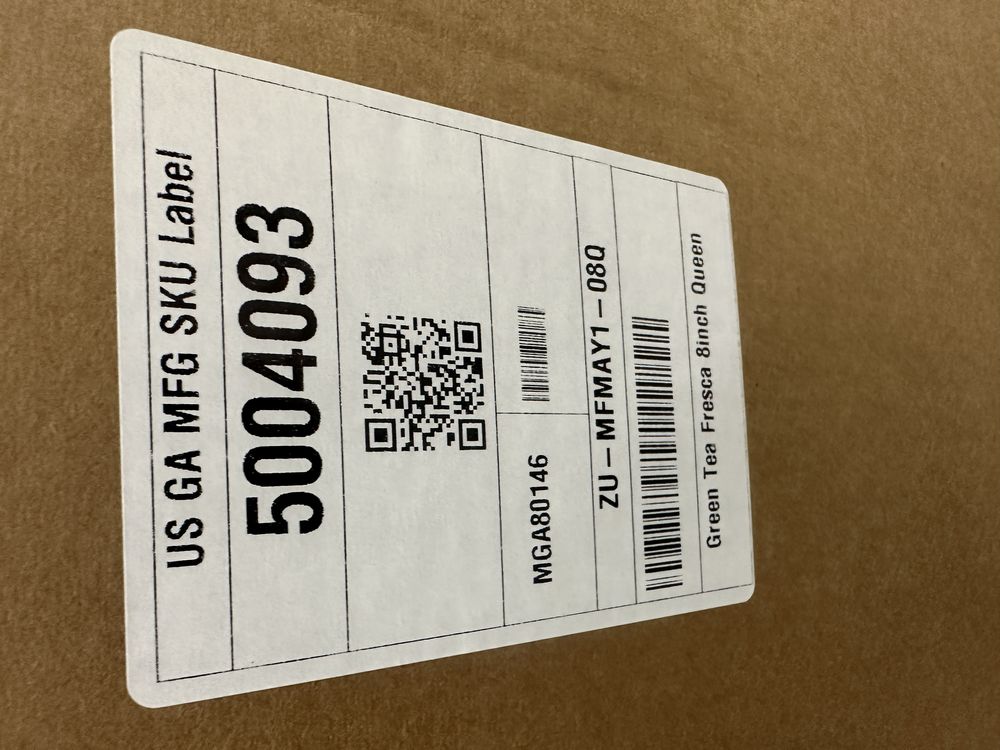 US GA MFG SKU Label
5004093
MGA80146
ZU-MFMAY1-08Q
Green Tea Fresca 8inch Queen